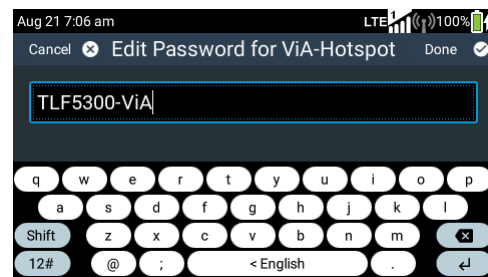 Aug 21 7:06 am LTE 1 100%
Cancel Edit Password for ViA-Hotspot Done
TLF5300-ViA
q w e r t y u i o p
a s d f g h j k l
Shift z x c v b n m
12# @ ; < English .